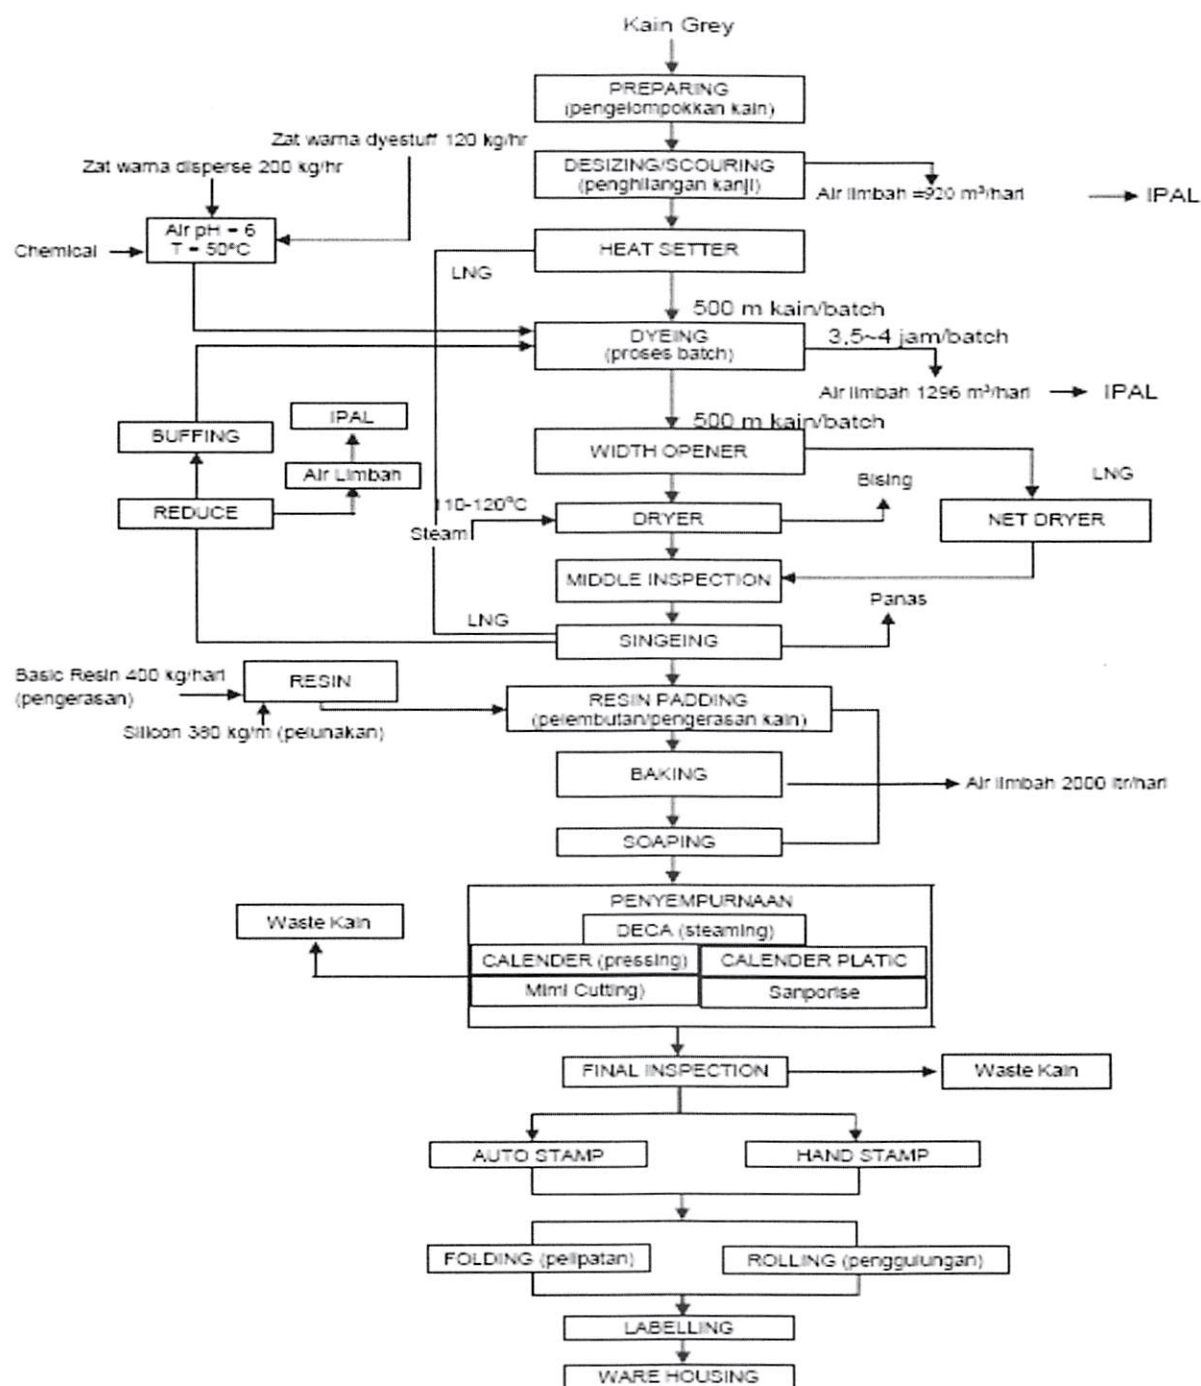 Kain Grey
PREPARING
(pengelompokkan kain)
Zat warna dyestuff 120 kg/hr
Zat warna disperse 200 kg/hr
DESIZING/SCOURING
(penghilangan kanji)
Air limbah =920 m³/hari
IPAL
Air pH = 6
T = 50°C
Chemical
HEAT SETTER
LNG
500 m kain/batch
DYEING
(proses batch)
3,5~4 jam/batch
Air limbah 1296 m³/hari
IPAL
IPAL
500 m kain/batch
BUFFING
WIDTH OPENER
Air Limbah
Bising
LNG
REDUCE
110-120°C
Steam
DRYER
NET DRYER
MIDDLE INSPECTION
Panas
LNG
SINGEING
Basic Resin 400 kg/hari
(pengerasan)
RESIN
RESIN PADDING
(pelembutan/pengerasan kain)
Silicon 380 kg/m (pelunakan)
BAKING
Air limbah 2000 ltr/hari
SOAPING
PENYEMPURNAAN
Waste Kain
DECA (steaming)
CALENDER (pressing)
CALENDER PLATIC
Mimi Cutting)
Sanporise
FINAL INSPECTION
Waste Kain
AUTO STAMP
HAND STAMP
FOLDING (pelipatan)
ROLLING (penggulungan)
LABELLING
WARE HOUSING